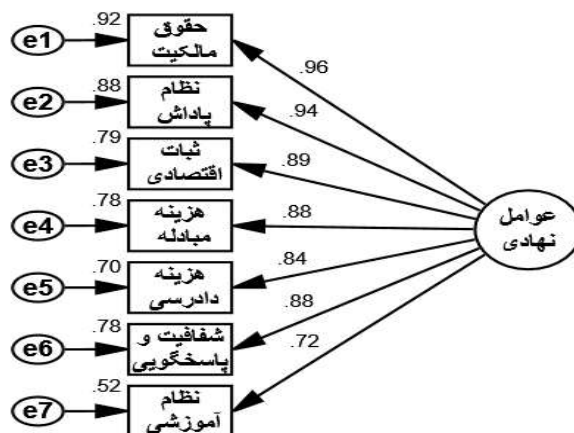 e1
.92
حقوق
مالکیت
.96
e2
.88
نظام
پاداش
.94
e3
.79
ثبات
اقتصادی
.89
e4
.78
هزینه
مبادله
.88
e5
.70
هزینه
دادرسی
.84
e6
.78
شفافیت و
پاسخگویی
.88
e7
.52
نظام
آموزشی
.72
عوامل
نهادی